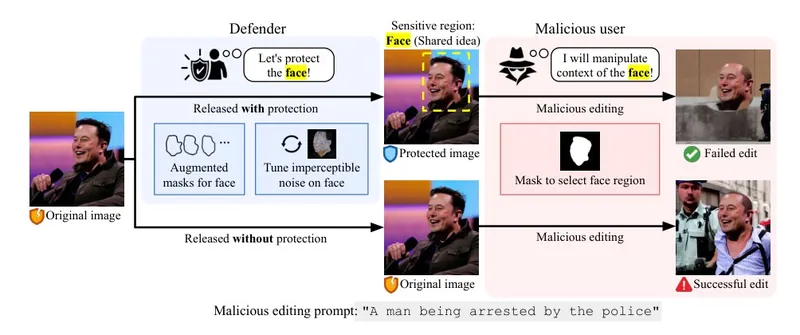 Defender
Let's protect
the face!
Released with protection
Augmented
masks for face
Tune imperceptible
noise on face
Original image
Released without protection
Sensitive region:
Face (Shared idea)
Protected image
Original image
Malicious user
I will manipulate
context of the face!
Malicious editing
Mask to select face region
Failed edit
Malicious editing
Successful edit
Malicious editing prompt: "A man being arrested by the police"